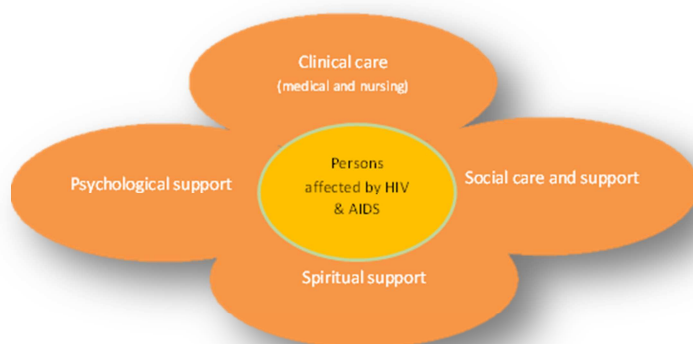 Clinical care
(medical and nursing)
Psychological support
Persons
affected by HIV
& AIDS
Social care and support
Spiritual support